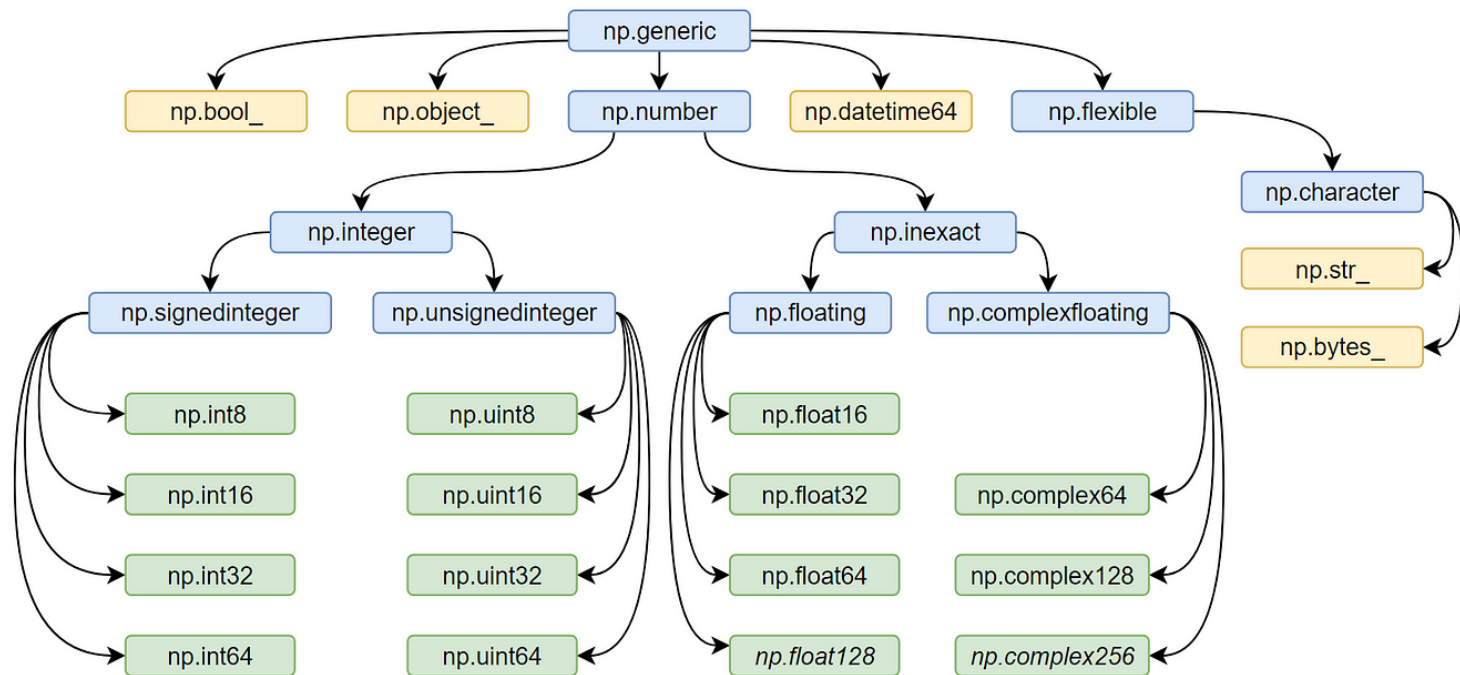 np.generic
np.bool_
np.object_
np.number
np.datetime64
np.flexible
np.character
np.integer
np.inexact
np.str_
np.signedinteger
np.unsignedinteger
np.floating
np.complexfloating
np.bytes_
np.int8
np.uint8
np.float16
np.int16
np.uint16
np.float32
np.complex64
np.int32
np.uint32
np.float64
np.complex128
np.int64
np.uint64
np.float128
np.complex256